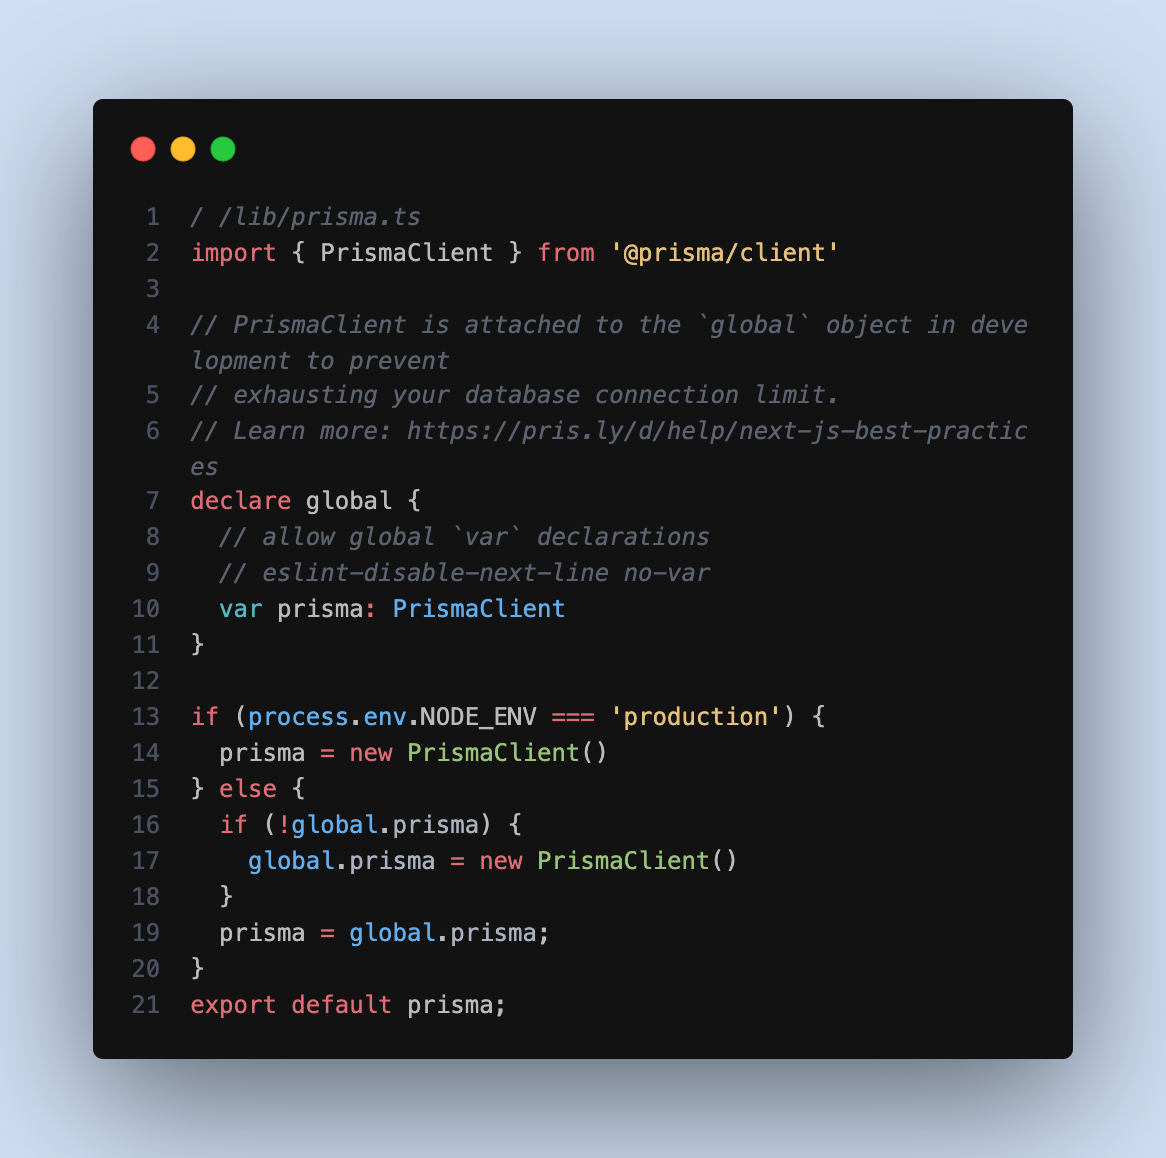 1 / /lib/prisma.ts
2 import { PrismaClient } from '@prisma/client'
3
4 // PrismaClient is attached to the `global` object in deve
lopment to prevent
5 // exhausting your database connection limit.
6 // Learn more: https://pris.ly/d/help/next-js-best-practic
es
7 declare global {
8   // allow global `var` declarations
9   // eslint-disable-next-line no-var
10   var prisma: PrismaClient
11 }
12
13 if (process.env.NODE_ENV === 'production') {
14   prisma = new PrismaClient()
15 } else {
16   if (!global.prisma) {
17     global.prisma = new PrismaClient()
18   }
19   prisma = global.prisma;
20 }
21 export default prisma;